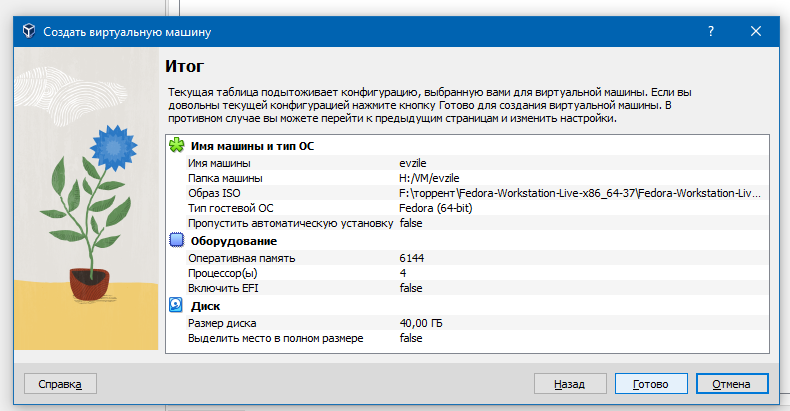 Создать виртуальную машину
?
Итог
Текущая таблица подытоживает конфигурацию, выбранную вами для виртуальной машины. Если вы
довольны текущей конфигурацией нажмите кнопку Готово для создания виртуальной машины. В
противном случае вы можете перейти к предыдущим страницам и изменить настройки.
Имя машины и тип ОС
Имя машины evzile
Папка машины H:/VM/evzile
Образ ISO F:\торрент\Fedora-Workstation-Live-x86_64-37\Fedora-Workstation-Liv...
Тип гостевой ОС Fedora (64-bit)
Пропустить автоматическую установку false
Оборудование
Оперативная память 6144
Процессор(ы) 4
Включить EFI false
Диск
Размер диска 40,00 ГБ
Выделить место в полном размере false
Справка Назад Готово Отмена